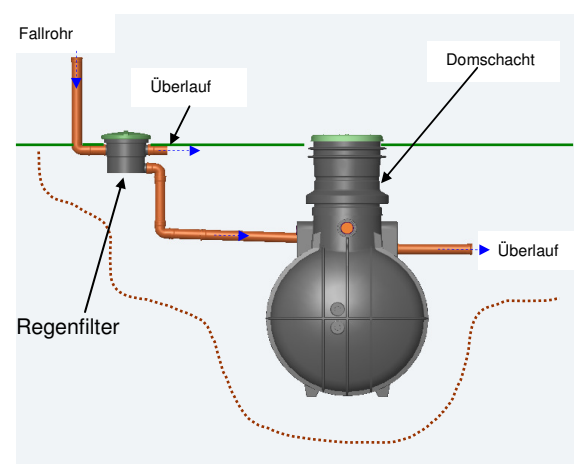 Fallrohr
Domschacht
Überlauf
Überlauf
Regenfilter